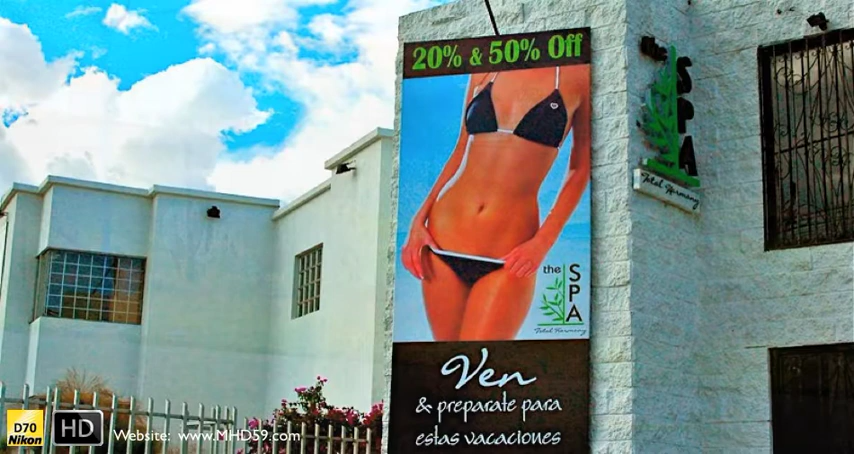 20% & 50% Off
the
SPA
Total Harmony
Ven
& preparate para
estas vacaciones
the
SPA
Total Harmony
D70
Nikon
HD
Website: www.MHD59.com